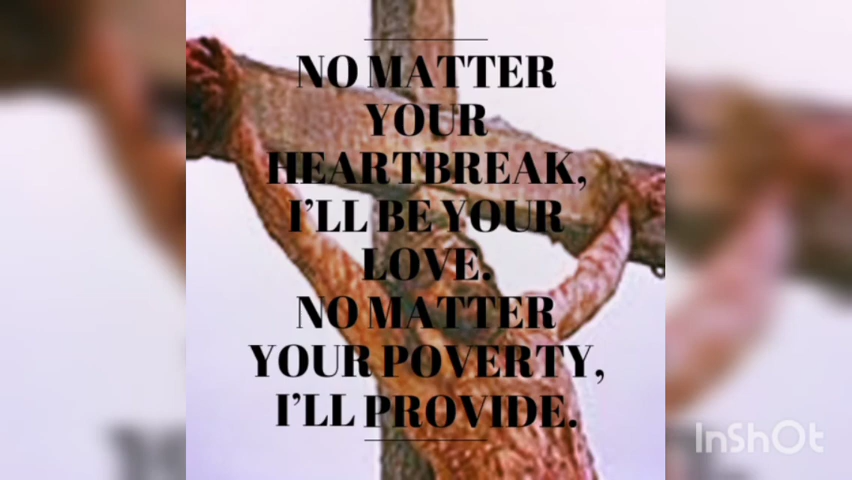 NO MATTER
YOUR
HEARTBREAK,
I'LL BE YOUR
LOVE.
NO MATTER
YOUR POVERTY,
I'LL PROVIDE.
InShOt